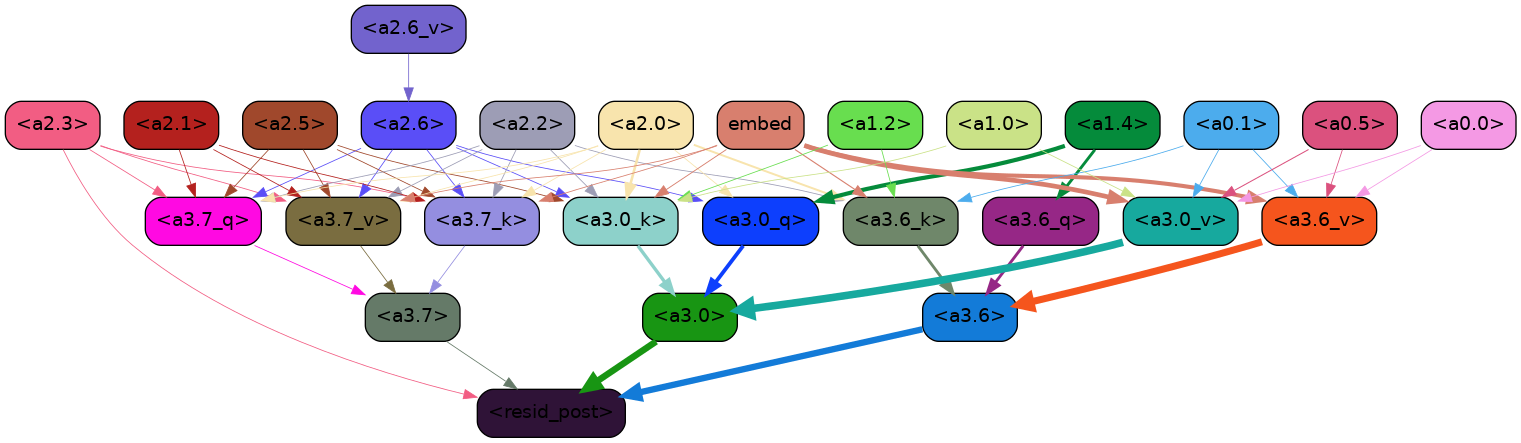 <a2.6_v>
<a2.3> <a2.1> <a2.5> <a2.6> <a2.2> <a2.0> embed <a1.2> <a1.0> <a1.4> <a0.1> <a0.5> <a0.0>
<a3.7_q> <a3.7_v> <a3.7_k> <a3.0_k> <a3.0_q> <a3.6_k> <a3.6_q> <a3.0_v> <a3.6_v>
<a3.7> <a3.0> <a3.6>
<resid_post>